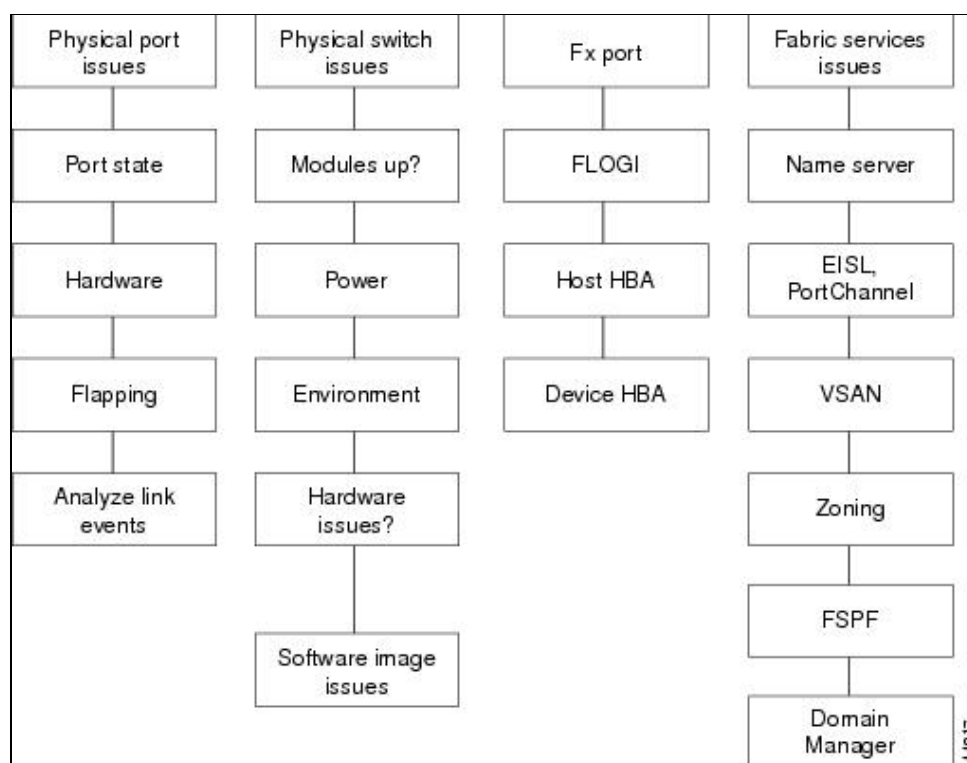 Physical port
issues
Port state
Hardware
Flapping
Analyze link
events
Physical switch
issues
Modules up?
Power
Environment
Hardware
issues?
Software image
issues
Fx port
FLOGI
Host HBA
Device HBA
Fabric services
issues
Name server
EISL,
PortChannel
VSAN
Zoning
FSPF
Domain
Manager